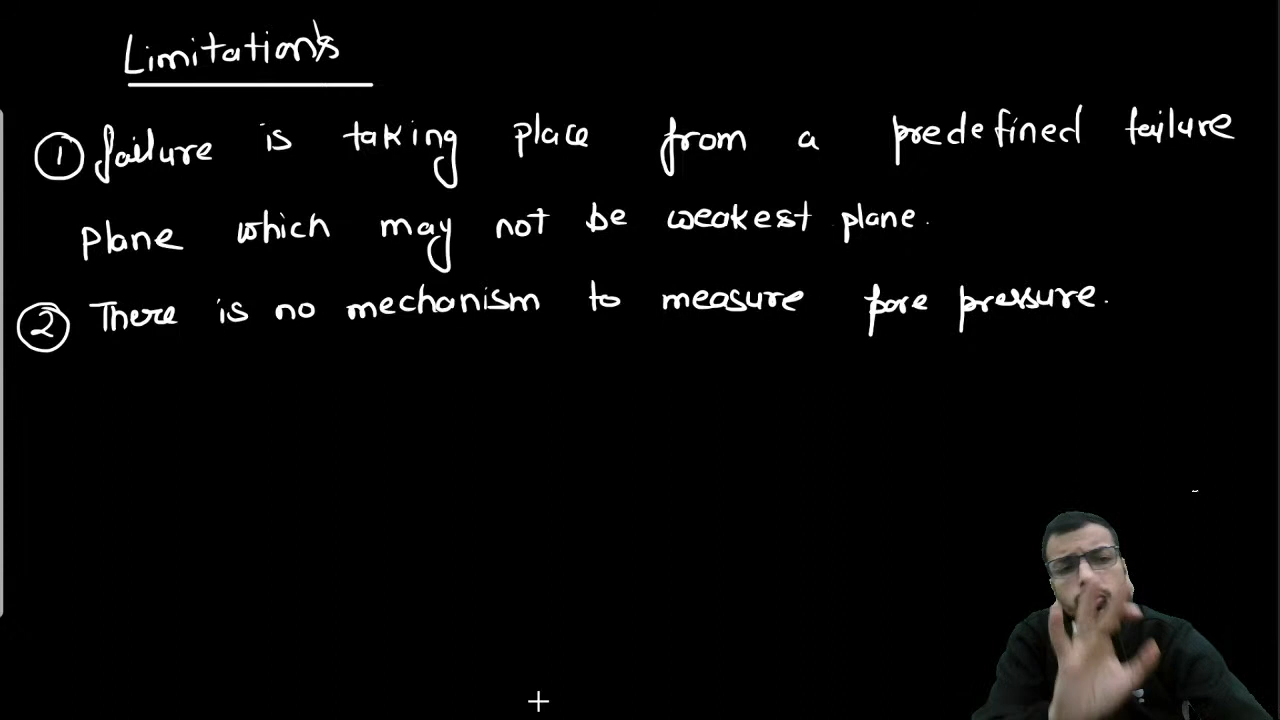 Limitations
① failure is taking place from a predefined failure
plane which may not be weakest plane.
② There is no mechanism to measure pore pressure.